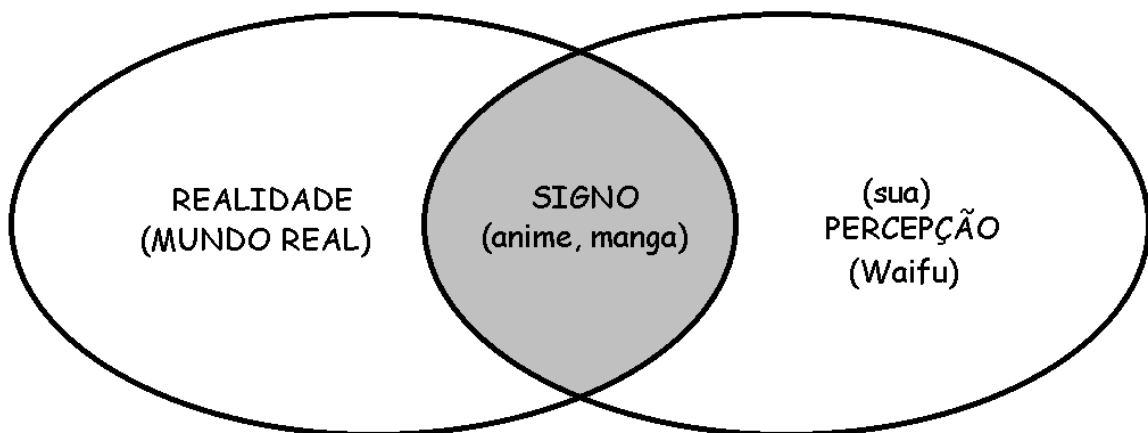 REALIDADE
(MUNDO REAL)
SIGNO
(anime, manga)
(sua)
PERCEPÇÃO
(Waifu)